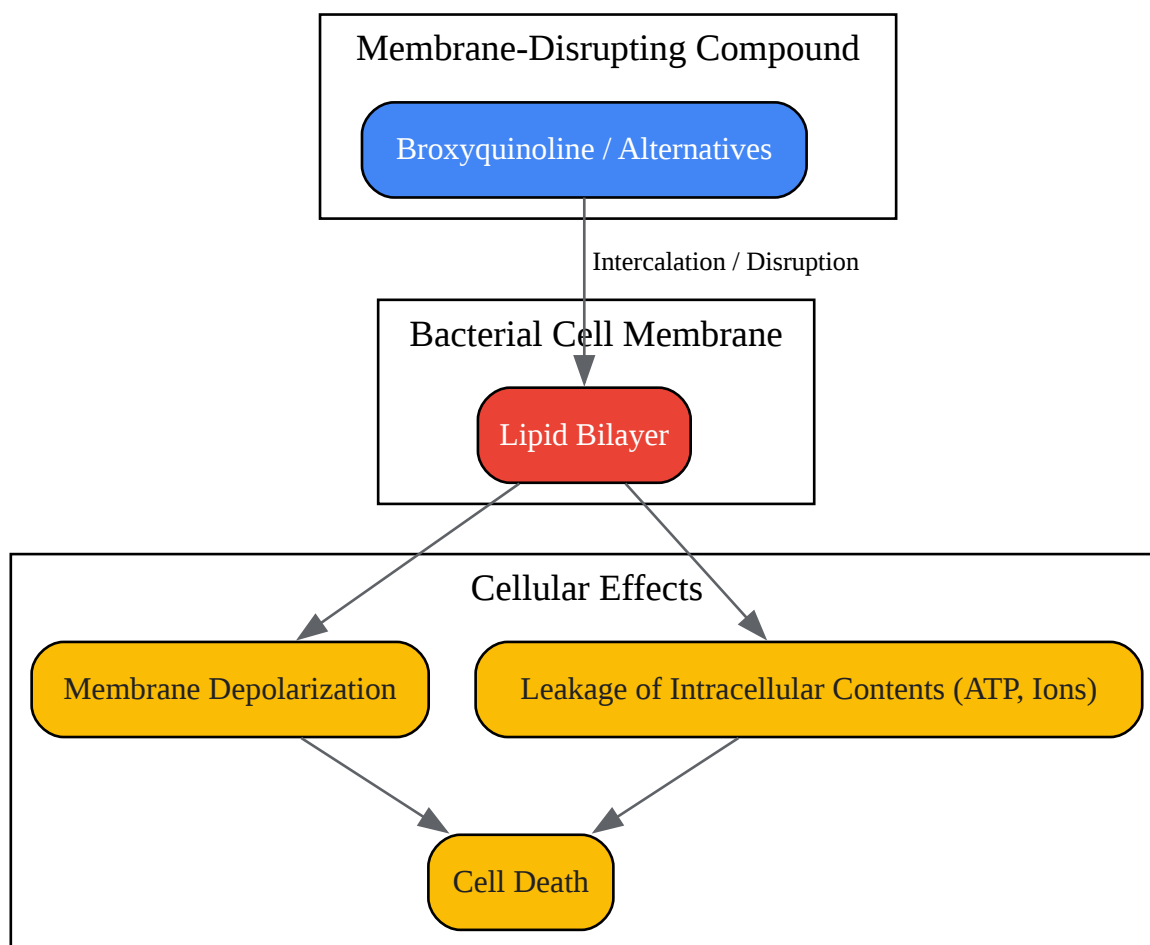 Membrane-Disrupting Compound
Broxyquinoline / Alternatives
Intercalation / Disruption
Bacterial Cell Membrane
Lipid Bilayer
Cellular Effects
Membrane Depolarization
Leakage of Intracellular Contents (ATP, Ions)
Cell Death